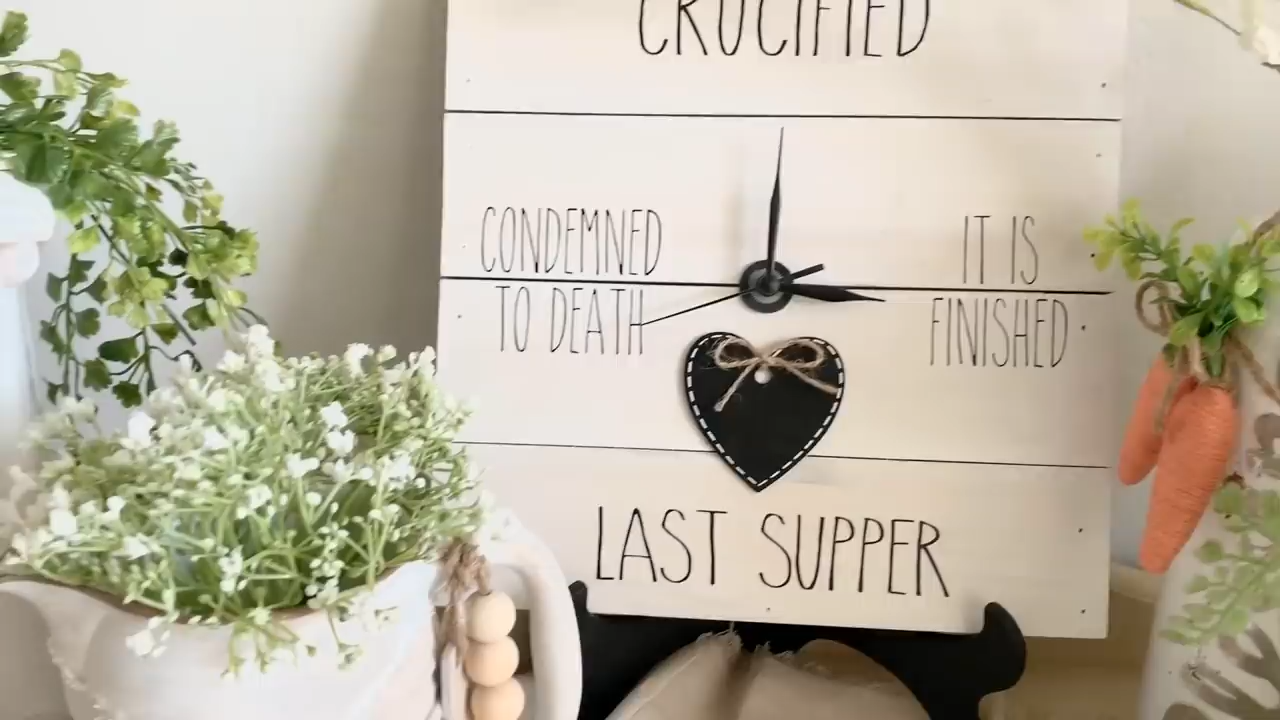 CRUCIFIED
CONDEMNED
TO DEATH
IT IS
FINISHED
LAST SUPPER